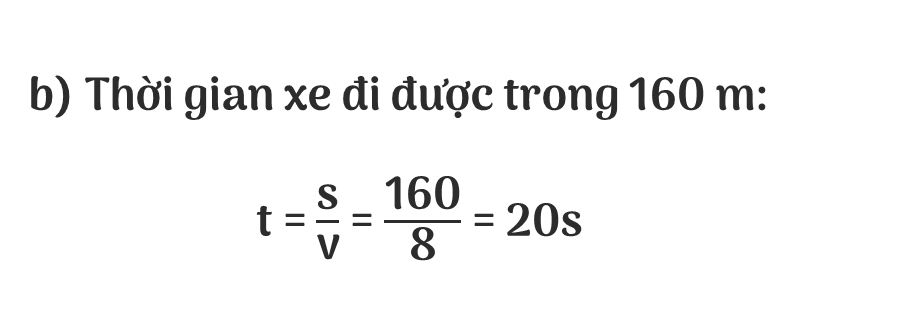 b) Thời gian xe đi được trong 160 m:
t = s/v = 160/8 = 20s